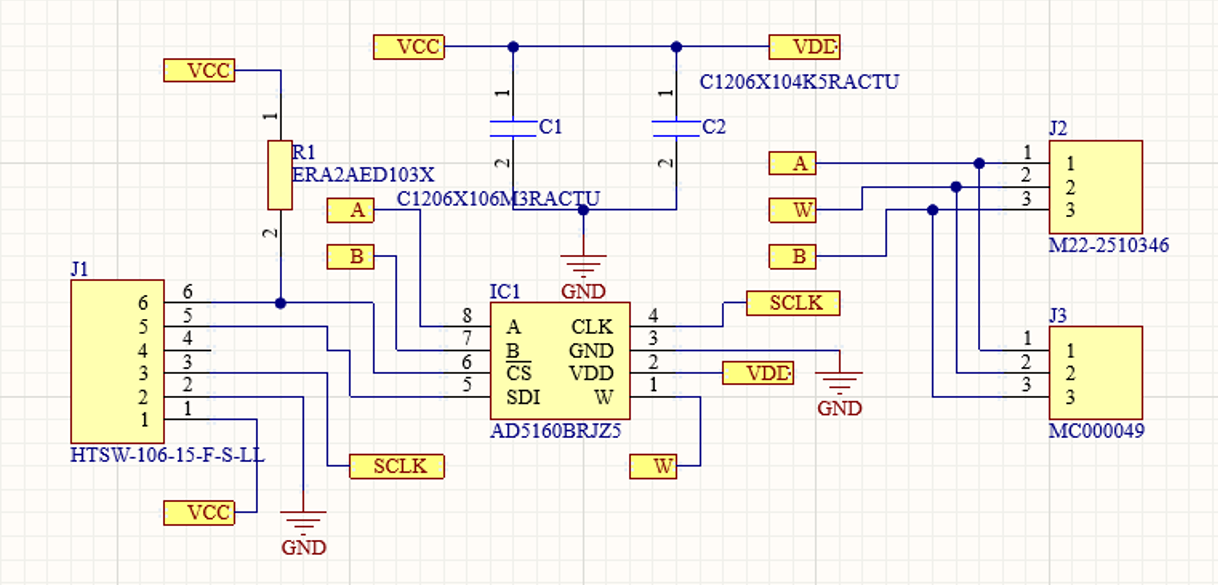 VCC
VDD
VCC
C1206X104K5RACTU
1
1
1
C1
C2
J2
R1
ERA2AED103X
2
2
A
1
1
2
2
W
3
3
C1206X106M3RACTU
A
2
B
B
M22-2510346
J1
GND
IC1
SCLK
6
6
5
5
4
4
3
3
2
2
1
1
HTSW-106-15-F-S-LL
8
A
7
B
6
CS
5
SDI
CLK
4
GND
3
VDD
2
W
1
AD5160BRJZ5
VDD
GND
J3
1
1
2
2
3
3
MC000049
SCLK
W
VCC
GND